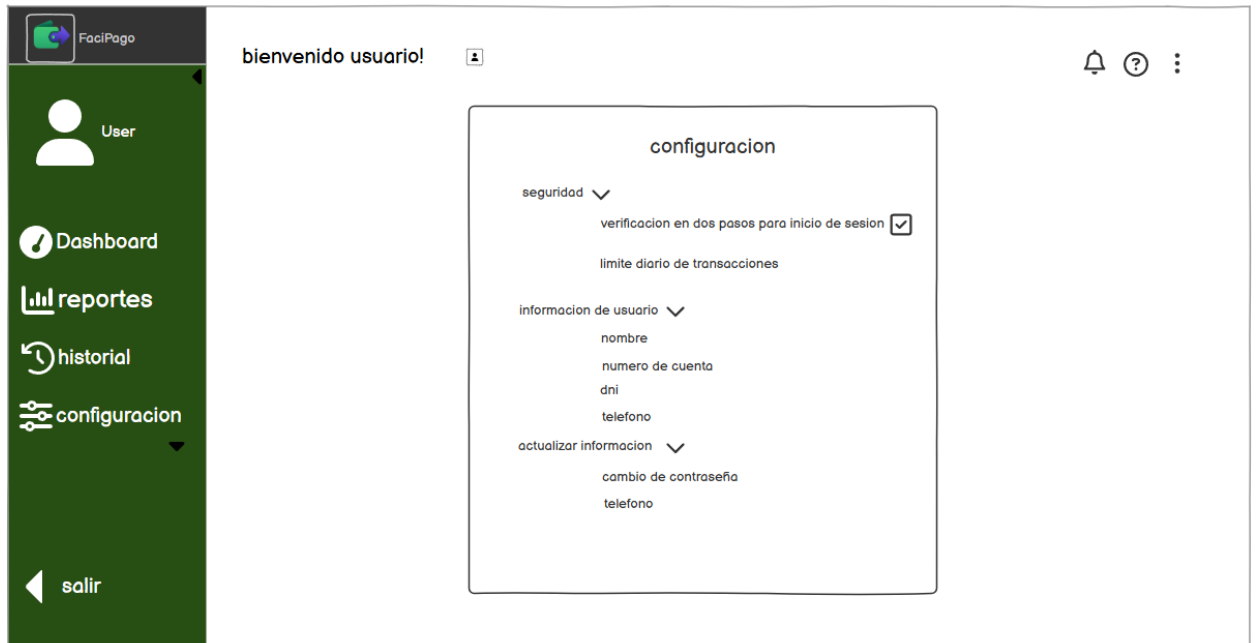 FaciPago
bienvenido usuario!
User
Dashboard
reportes
historial
configuracion
salir
configuracion
seguridad
verificacion en dos pasos para inicio de sesion
limite diario de transacciones
informacion de usuario
nombre
numero de cuenta
dni
telefono
actualizar informacion
cambio de contraseña
telefono